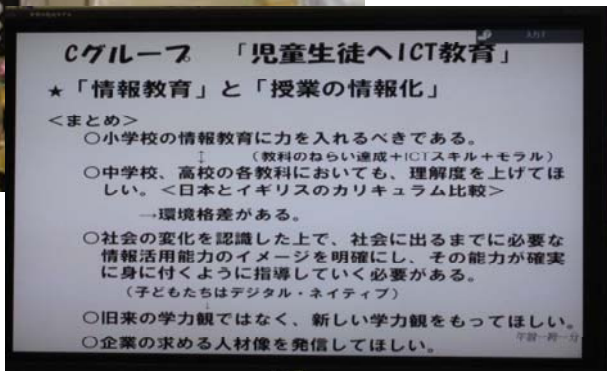 Cグループ 「児童生徒へICT教育」
★「情報教育」と「授業の情報化」
<まとめ>
○小学校の情報教育に力を入れるべきである。
↕ (教科のねらい達成+ICTスキル+モラル)
○中学校、高校の各教科においても、理解度を上げてほ
しい。<日本とイギリスのカリキュラム比較>
→環境格差がある。
○社会の変化を認識した上で、社会に出るまでに必要な
情報活用能力のイメージを明確にし、その能力が確実
に身に付くように指導していく必要がある。
(子どもたちはデジタル・ネイティブ)
↓
○旧来の学力観ではなく、新しい学力観をもってほしい。
○企業の求める人材像を発信してほしい。